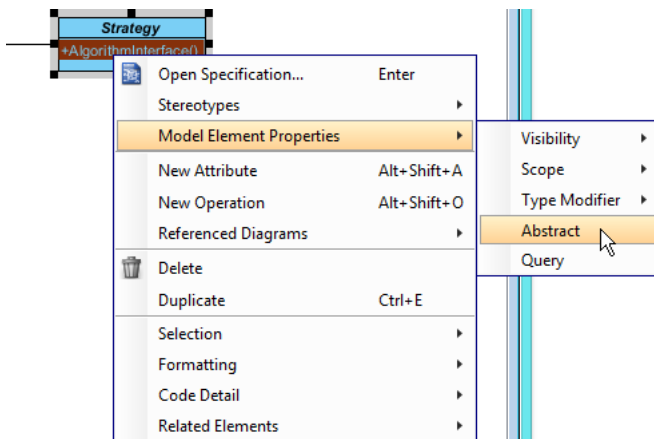 Strategy
+AlgorithmInterface()
Open Specification... Enter
Stereotypes
Model Element Properties
Visibility
New Attribute Alt+Shift+A
Scope
New Operation Alt+Shift+O
Type Modifier
Referenced Diagrams
Abstract
Delete
Query
Duplicate Ctrl+E
Selection
Formatting
Code Detail
Related Elements